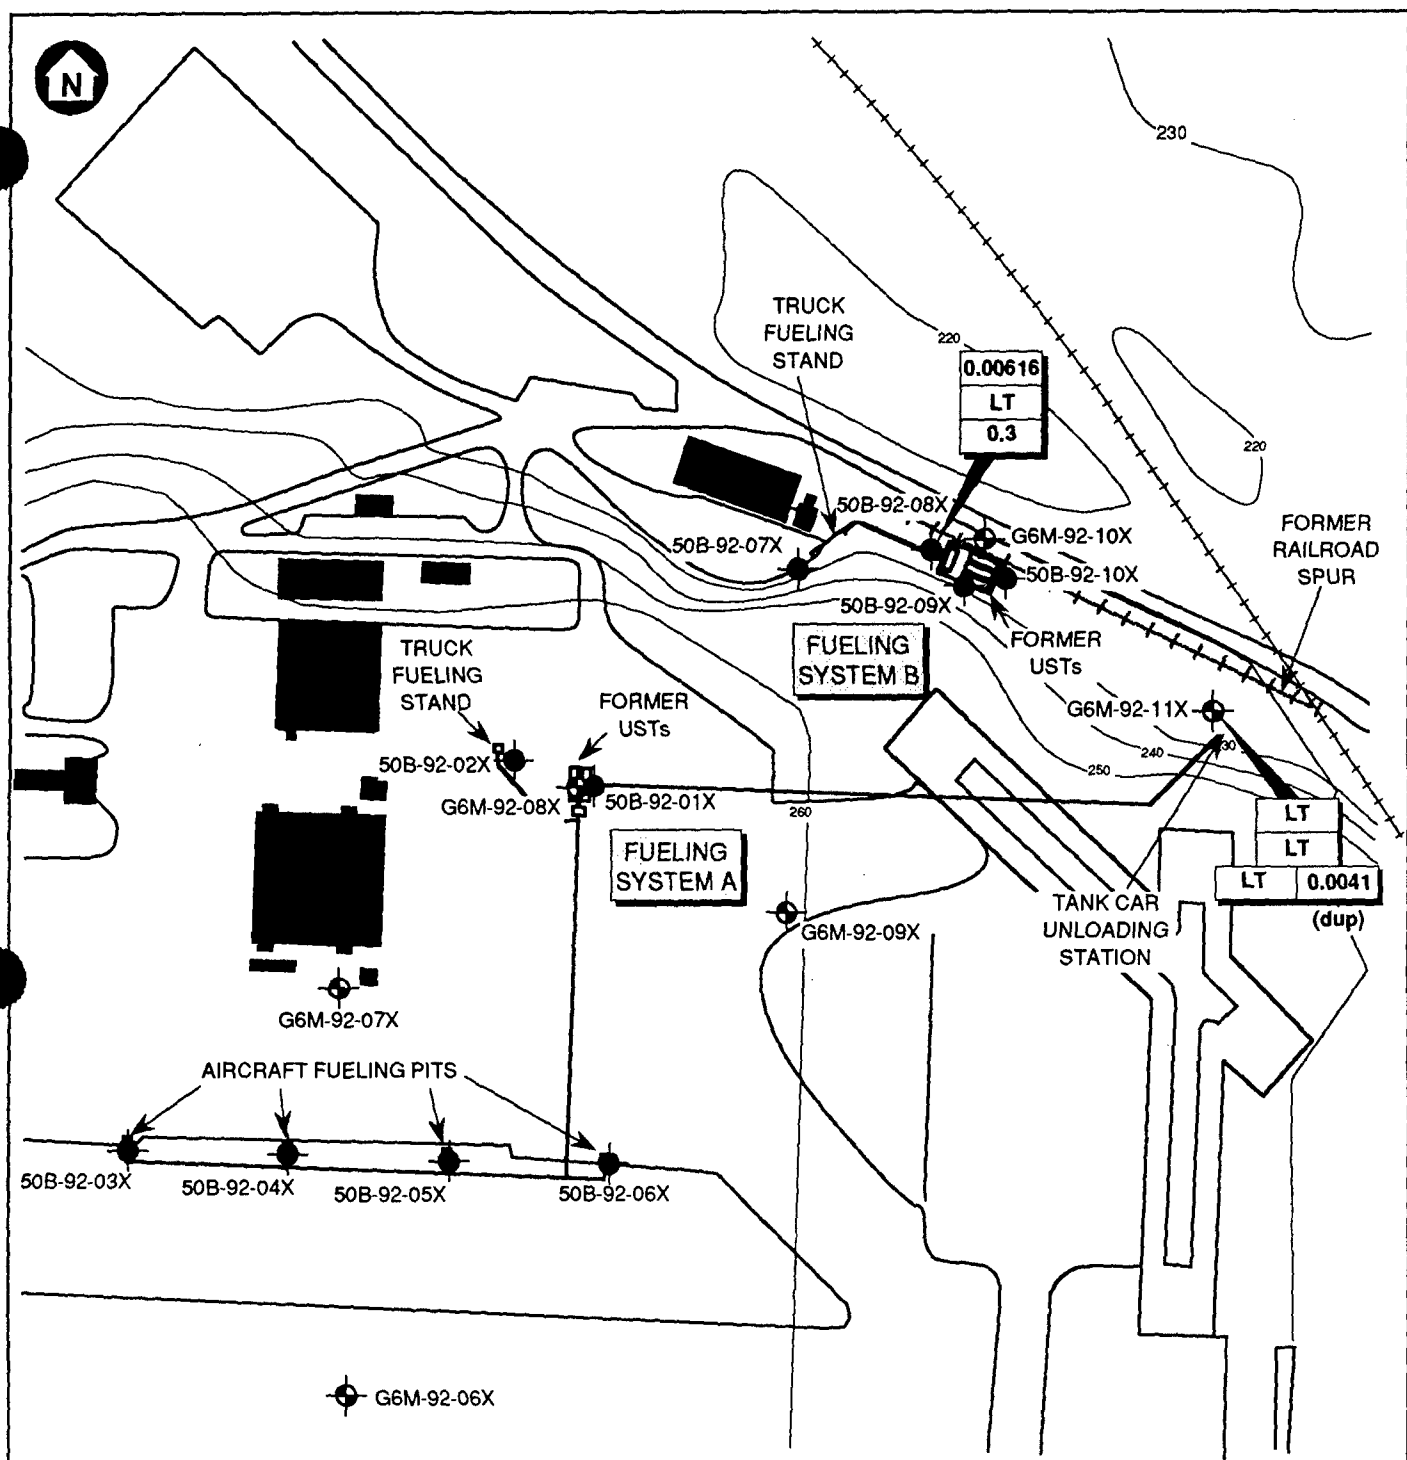 N
230
TRUCK
FUELING
STAND
220
0.00616
LT
0.3
220
50B-92-08X
G6M-92-10X
FORMER
RAILROAD
SPUR
50B-92-07X
50B-92-10X
50B-92-09X
FUELING
SYSTEM B
FORMER
USTs
TRUCK
FUELING
STAND
FORMER
USTs
G6M-92-11X
230
240
250
50B-92-02X
G6M-92-08X
50B-92-01X
260
LT
LT
LT
0.0041
(dup)
FUELING
SYSTEM A
TANK CAR
UNLOADING
STATION
G6M-92-09X
G6M-92-07X
AIRCRAFT FUELING PITS
50B-92-03X
50B-92-04X
50B-92-05X
50B-92-06X
G6M-92-06X